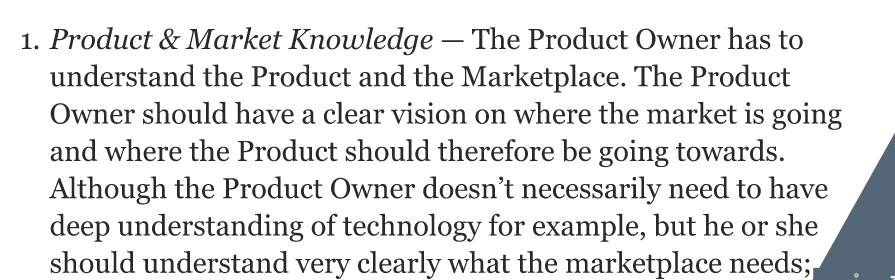 1. Product & Market Knowledge — The Product Owner has to
understand the Product and the Marketplace. The Product
Owner should have a clear vision on where the market is going
and where the Product should therefore be going towards.
Although the Product Owner doesn’t necessarily need to have
deep understanding of technology for example, but he or she
should understand very clearly what the marketplace needs;